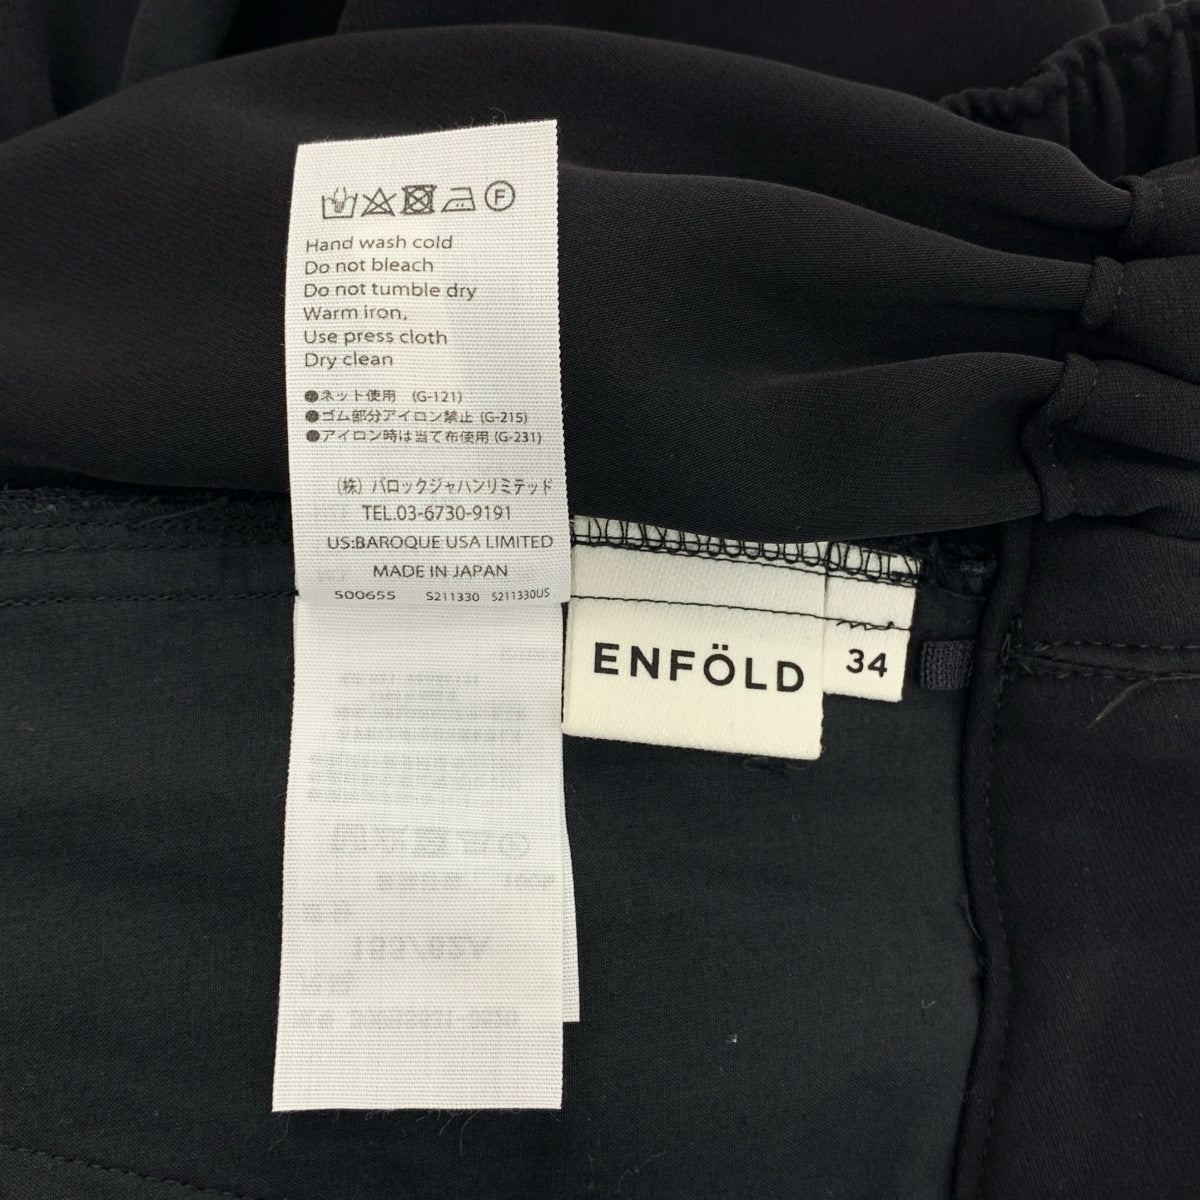 F
Hand wash cold
Do not bleach
Do not tumble dry
Warm iron,
Use press cloth
Dry clean
●ネット使用 (G-121)
●ゴム部分アイロン禁止 (G-215)
●アイロン時は当て布使用 (G-231)
(株) バロックジャパンリミテッド
TEL.03-6730-9191
US:BAROQUE USA LIMITED
MADE IN JAPAN
S00655 S211330 S211330US
ENFÖLD
34